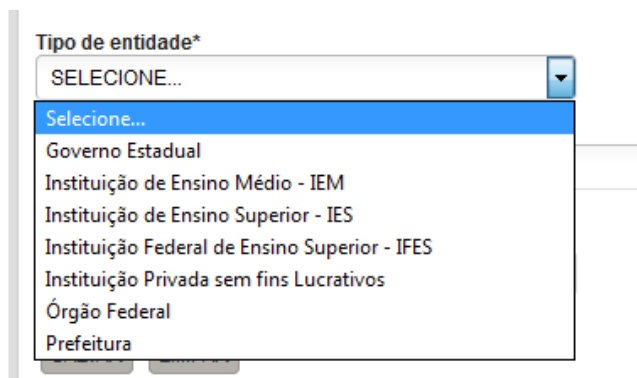 Tipo de entidade*
SELECIONE...
Selecione...
Governo Estadual
Instituição de Ensino Médio - IEM
Instituição de Ensino Superior - IES
Instituição Federal de Ensino Superior - IFES
Instituição Privada sem fins Lucrativos
Órgão Federal
Prefeitura